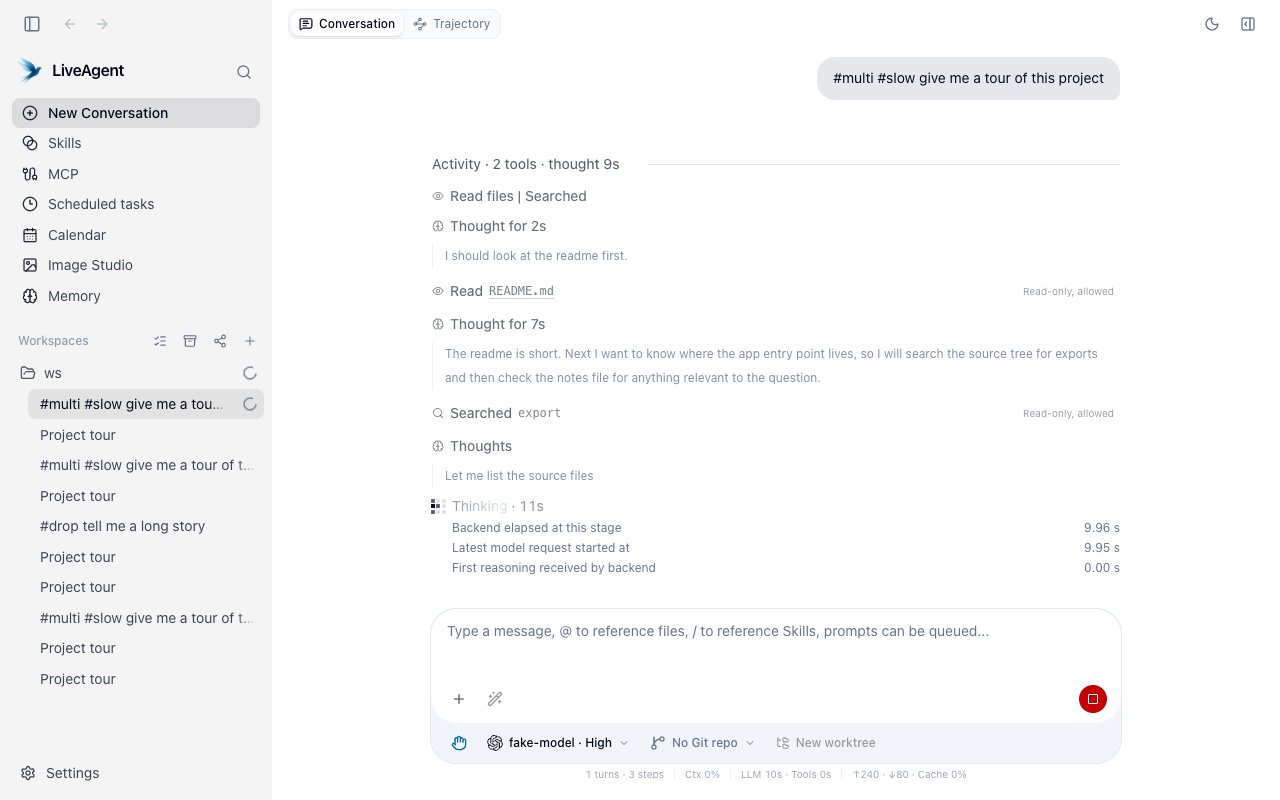 Conversation
Trajectory
LiveAgent
New Conversation
Skills
MCP
Scheduled tasks
Calendar
Image Studio
Memory
Workspaces
ws
#multi #slow give me a tou...
Project tour
#multi #slow give me a tour of t...
Project tour
#drop tell me a long story
Project tour
Project tour
#multi #slow give me a tour of t...
Project tour
Project tour
Settings
#multi #slow give me a tour of this project
Activity · 2 tools · thought 9s
Read files | Searched
Thought for 2s
I should look at the readme first.
Read README.md Read-only, allowed
Thought for 7s
The readme is short. Next I want to know where the app entry point lives, so I will search the source tree for exports
and then check the notes file for anything relevant to the question.
Searched export Read-only, allowed
Thoughts
Let me list the source files
Thinking · 11s
Backend elapsed at this stage 9.96 s
Latest model request started at 9.95 s
First reasoning received by backend 0.00 s
Type a message, @ to reference files, / to reference Skills, prompts can be queued...
fake-model · High No Git repo New worktree
1 turns · 3 steps Ctx 0% LLM 10s · Tools 0s ↑240 · ↓80 · Cache 0%